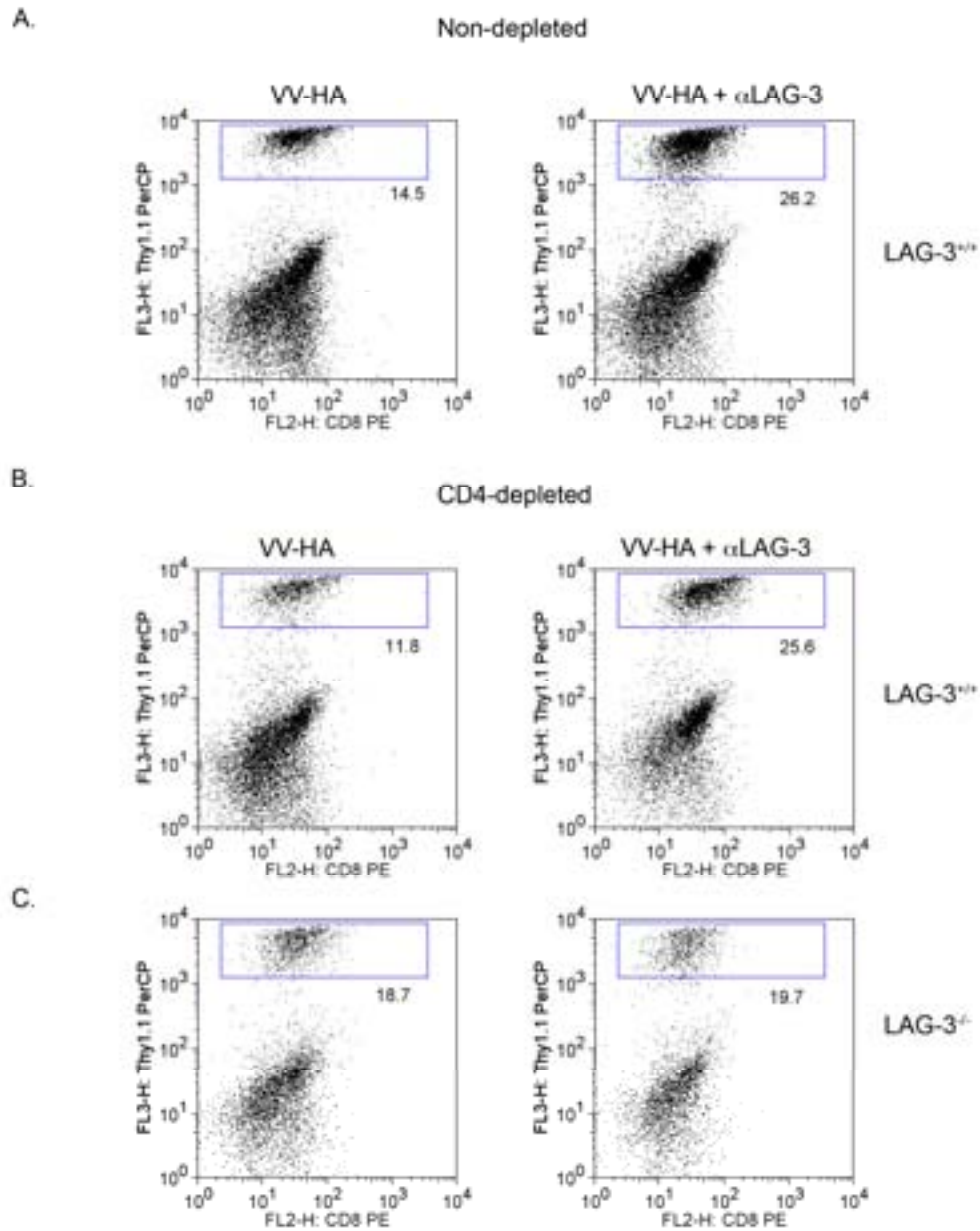 A.
Non-depleted
VV-HA
VV-HA + αLAG-3
10⁴
10³
10²
10¹
10⁰
FL3-H: Thy1.1 PerCP
14.5
10⁰ 10¹ 10² 10³ 10⁴
FL2-H: CD8 PE
10⁴
10³
10²
10¹
10⁰
FL3-H: Thy1.1 PerCP
26.2
10⁰ 10¹ 10² 10³ 10⁴
FL2-H: CD8 PE
LAG-3⁺/⁺
B.
CD4-depleted
VV-HA
VV-HA + αLAG-3
10⁴
10³
10²
10¹
10⁰
FL3-H: Thy1.1 PerCP
11.8
10⁰ 10¹ 10² 10³ 10⁴
FL2-H: CD8 PE
10⁴
10³
10²
10¹
10⁰
FL3-H: Thy1.1 PerCP
25.6
10⁰ 10¹ 10² 10³ 10⁴
FL2-H: CD8 PE
LAG-3⁺/⁺
C.
10⁴
10³
10²
10¹
10⁰
FL3-H: Thy1.1 PerCP
18.7
10⁰ 10¹ 10² 10³ 10⁴
FL2-H: CD8 PE
10⁴
10³
10²
10¹
10⁰
FL3-H: Thy1.1 PerCP
19.7
10⁰ 10¹ 10² 10³ 10⁴
FL2-H: CD8 PE
LAG-3⁻/⁻